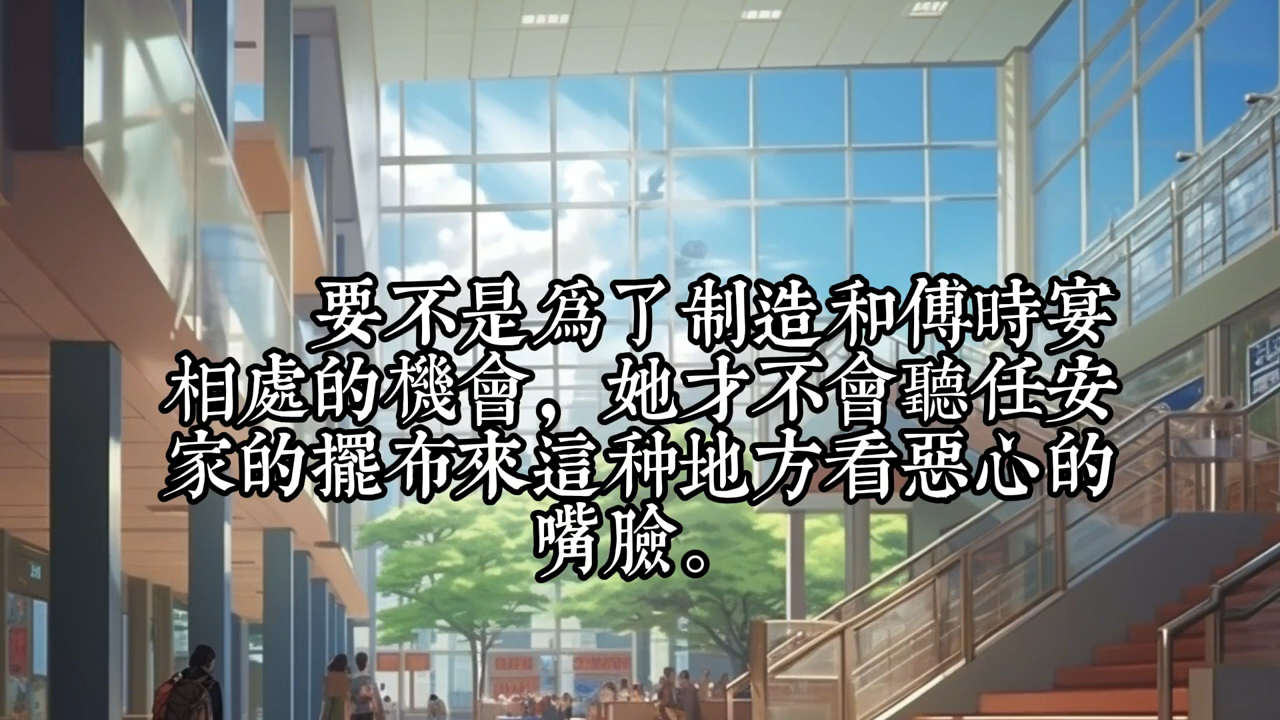 要不是爲了制造和傅時宴
相處的機會，她才不會聽任安
家的擺布來這种地方看惡心的
嘴臉。